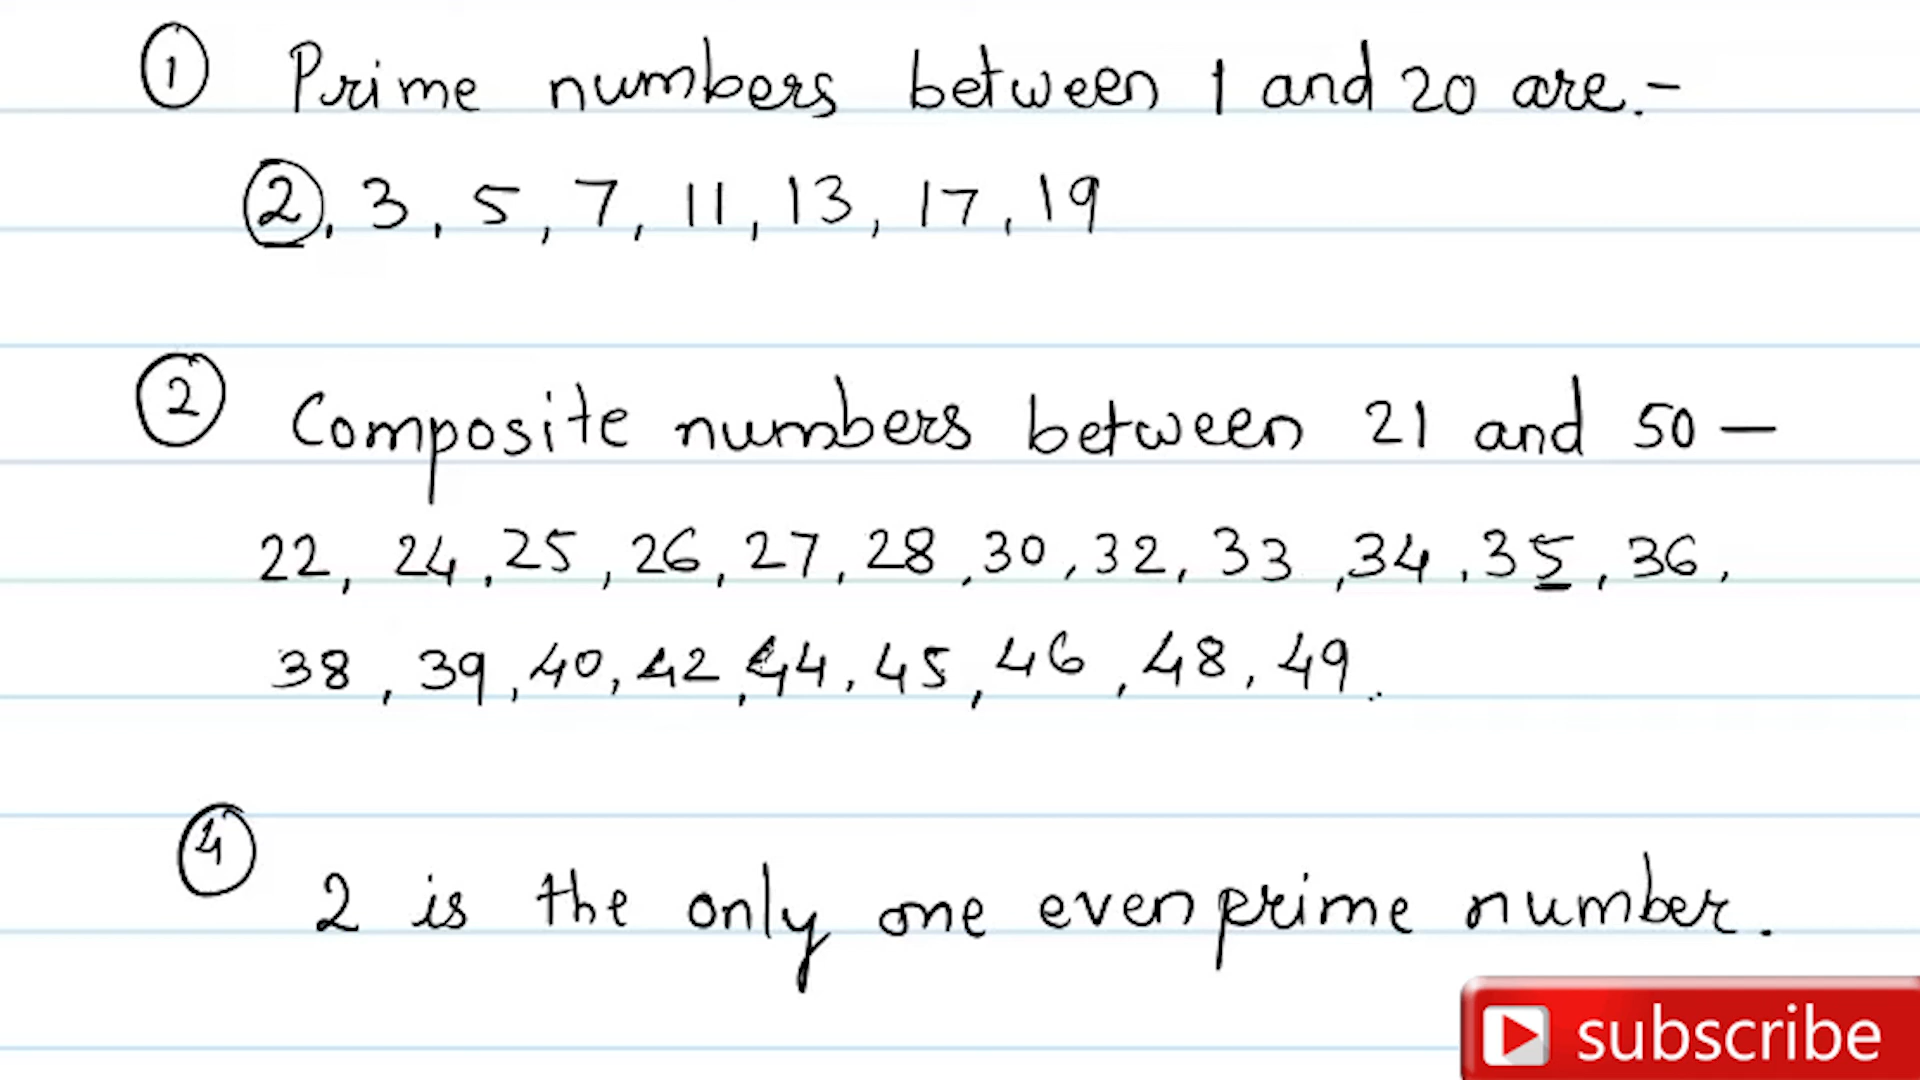 ① Prime numbers between 1 and 20 are.-
②, 3, 5, 7, 11, 13, 17, 19
② Composite numbers between 21 and 50 —
22, 24, 25, 26, 27, 28, 30, 32, 33, 34, 35, 36,
38, 39, 40, 42, 44, 45, 46, 48, 49.
④ 2 is the only one even prime number.
subscribe